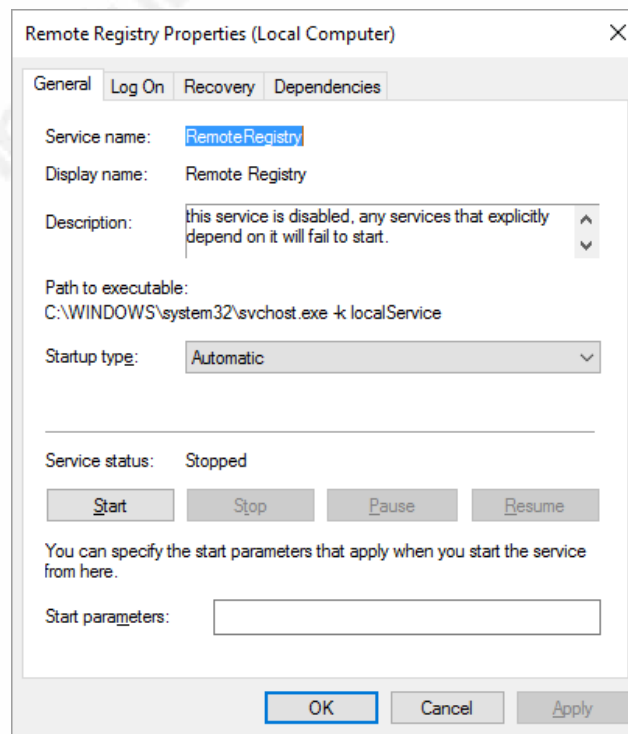 Remote Registry Properties (Local Computer)
General Log On Recovery Dependencies
Service name: RemoteRegistry
Display name: Remote Registry
Description: this service is disabled, any services that explicitly
depend on it will fail to start.
Path to executable:
C:\WINDOWS\system32\svchost.exe -k localService
Startup type: Automatic
Service status: Stopped
Start Stop Pause Resume
You can specify the start parameters that apply when you start the service
from here.
Start parameters:
OK Cancel Apply